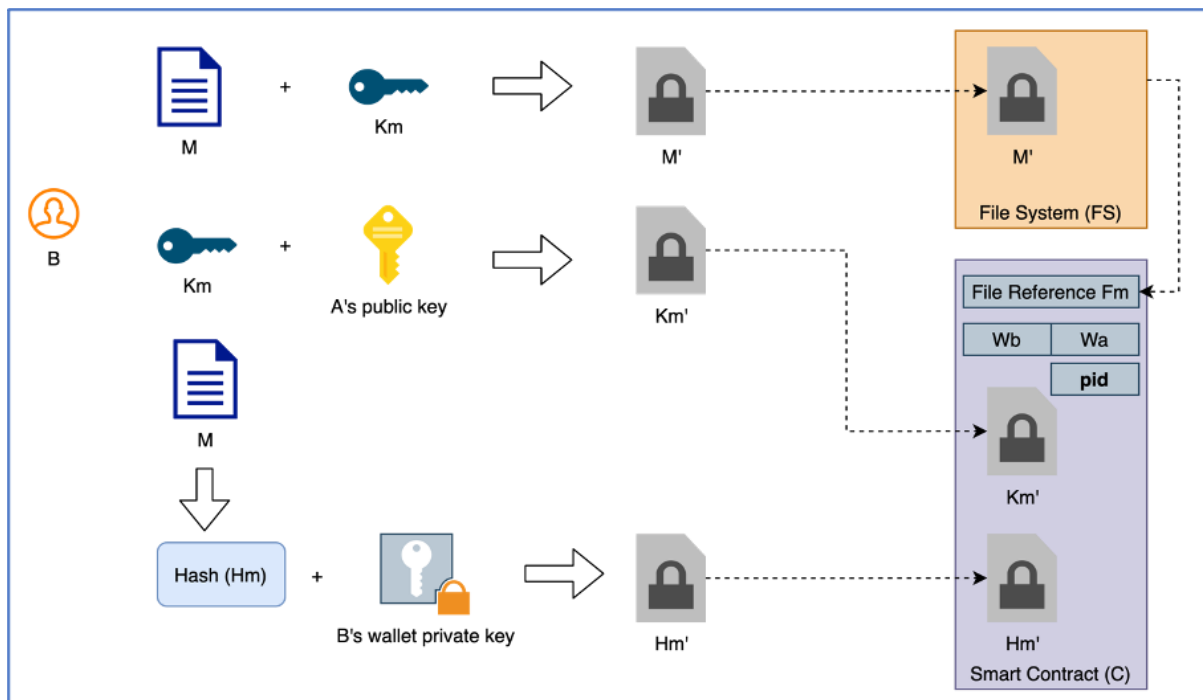 M
+
Km
M'
M'
File System (FS)
B
Km
+
A's public key
Km'
File Reference Fm
Wb
Wa
pid
M
Km'
Hash (Hm)
+
B's wallet private key
Hm'
Hm'
Smart Contract (C)